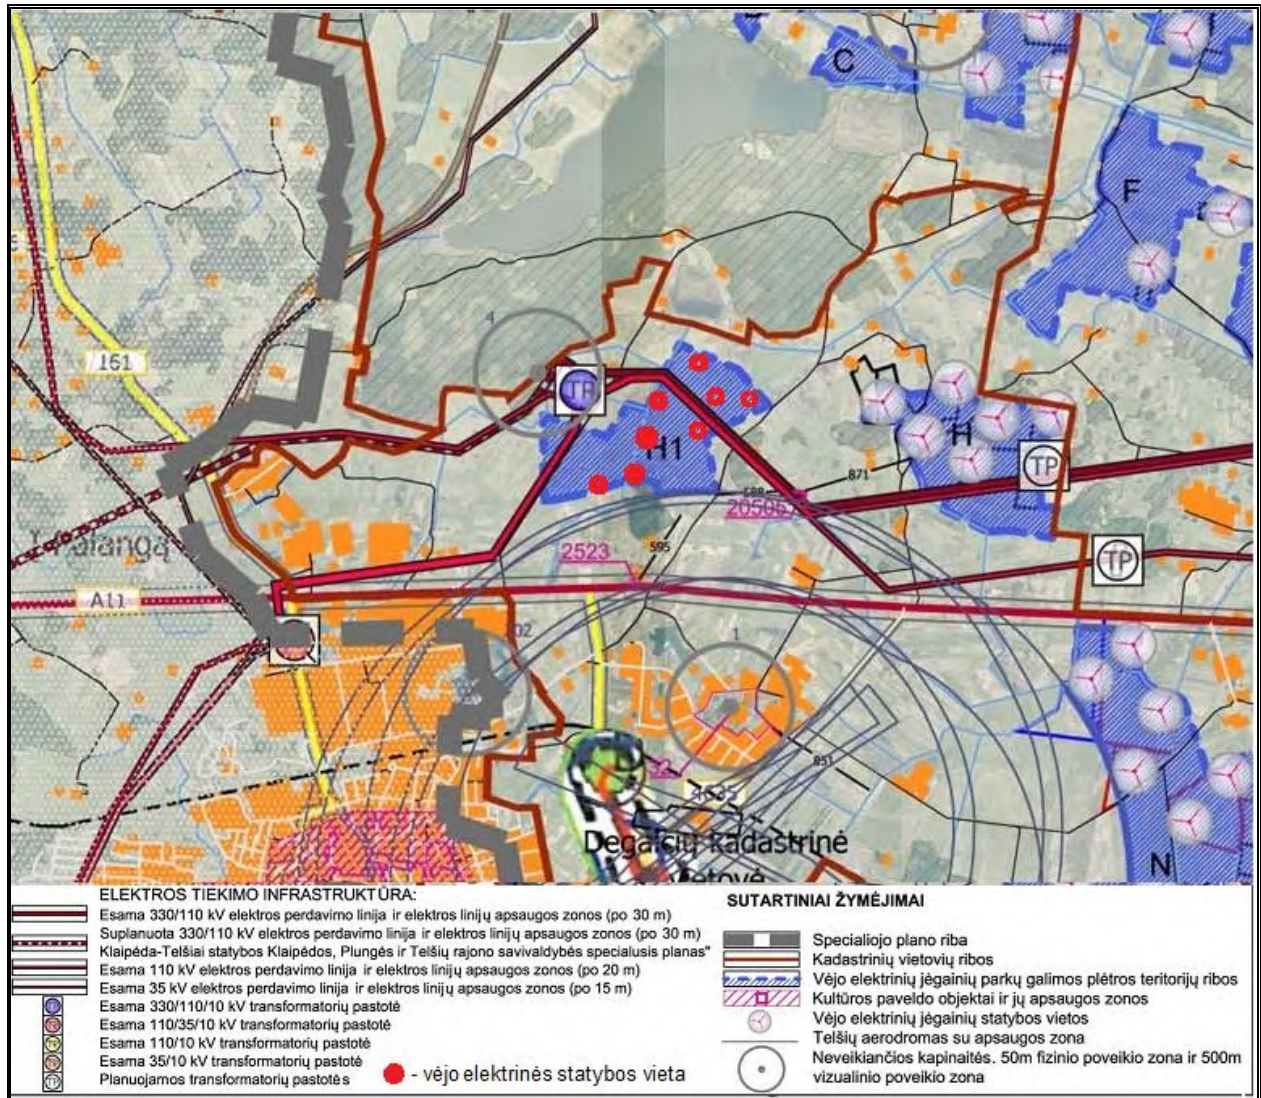 C
F
4
161
TP
H1
H
TP
871
688
20506
595
2523
TP
Palanga
A11
02
1
851
4635
Degaičių kadastrinė
vietovė
N
ELEKTROS TIEKIMO INFRASTRUKTŪRA:
Esama 330/110 kV elektros perdavimo linija ir elektros linijų apsaugos zonos (po 30 m)
Suplanuota 330/110 kV elektros perdavimo linija ir elektros linijų apsaugos zonos (po 30 m)
Klaipėda-Telšiai statybos Klaipėdos, Plungės ir Telšių rajono savivaldybės specialusis planas"
Esama 110 kV elektros perdavimo linija ir elektros linijų apsaugos zonos (po 20 m)
Esama 35 kV elektros perdavimo linija ir elektros linijų apsaugos zonos (po 15 m)
Esama 330/110/10 kV transformatorių pastotė
Esama 110/35/10 kV transformatorių pastotė
Esama 110/10 kV transformatorių pastotė
Esama 35/10 kV transformatorių pastotė
Planuojamos transformatorių pastotės
- vėjo elektrinės statybos vieta
SUTARTINIAI ŽYMĖJIMAI
Specialiojo plano riba
Kadastrinių vietovių ribos
Vėjo elektrinių jėgainių parkų galimos plėtros teritorijų ribos
Kultūros paveldo objektai ir jų apsaugos zonos
Vėjo elektrinių jėgainių statybos vietos
Telšių aerodromas su apsaugos zona
Neveikiančios kapinaitės. 50m fizinio poveikio zona ir 500m
vizualinio poveikio zona